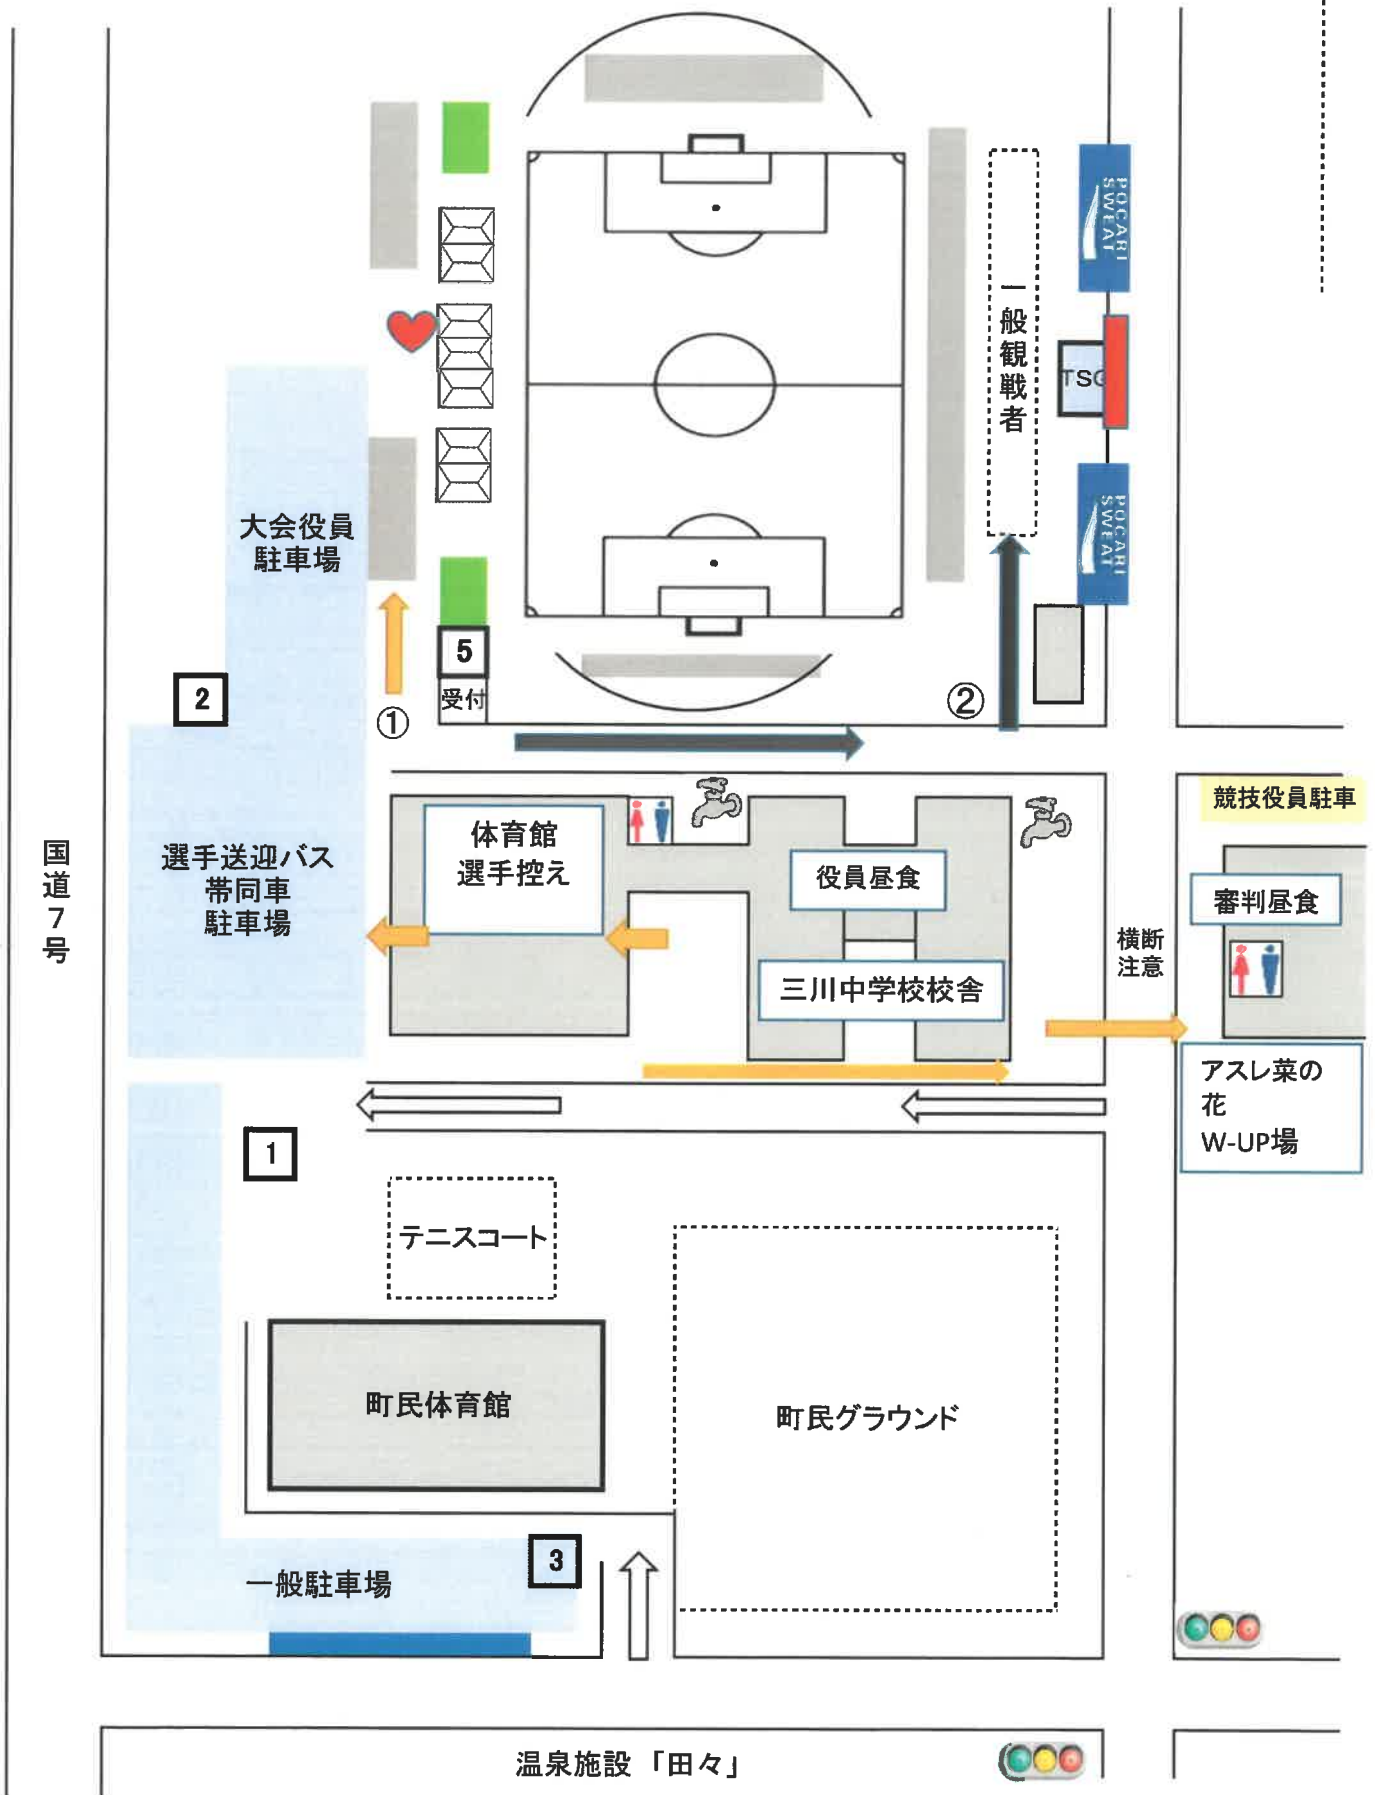 POCARI
SWEAT
一般観戦者
TSG
POCARI
SWEAT
大会役員
駐車場
5
受付
2
①
②
国道7号
選手送迎バス
帯同車
駐車場
体育館
選手控え
役員昼食
三川中学校校舎
競技役員駐車
審判昼食
横断
注意
アスレ菜の
花
W-UP場
1
テニスコート
町民体育館
町民グラウンド
3
一般駐車場
温泉施設「田々」